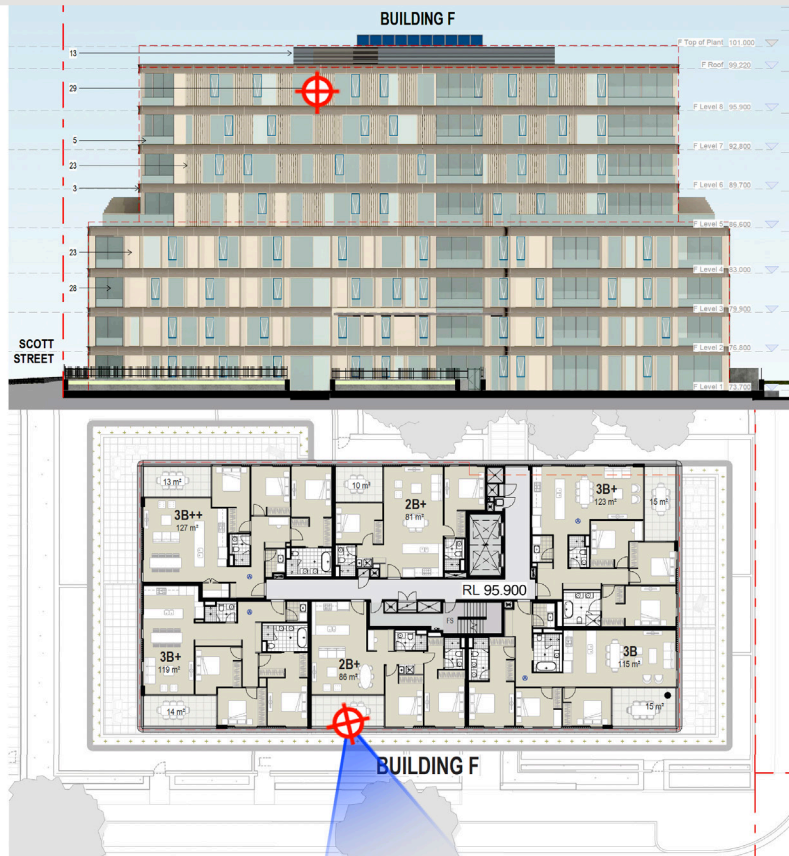 BUILDING F
F Top of Plant 101.000
13
F Roof 99,220
29
F Level 8 95,900
5
F Level 7 92,800
23
3
F Level 6 89,700
F Level 5 86,600
23
F Level 4 83,000
28
F Level 3 79,900
SCOTT
STREET
F Level 2 76,800
F Level 1 73,700
13 m²
3B++
127 m²
10 m²
2B+
81 m²
3B+
123 m²
15 m²
RL 95.900
FS
3B+
119 m²
14 m²
2B+
86 m²
3B
115 m²
15 m²
BUILDING F